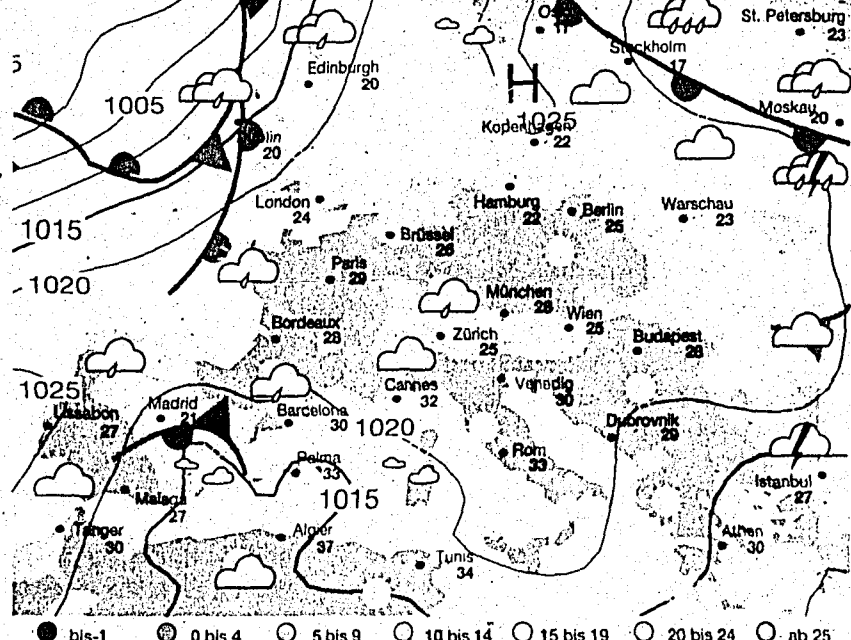 St. Petersburg
23
11
Stockholm
17
Edinburgh
20
H
1005
Moskau
20
1025
Kopenhagen
22
20
London
24
Hamburg
22
Berlin
25
Warschau
23
1015
Brüssel
26
Paris
29
1020
München
28
Wien
25
Bordeaux
28
Zürich
25
Budapest
28
1025
Cannes
32
Venedig
30
Lissabon
27
Madrid
21
Barcelona
30
1020
Dubrovnik
29
Rom
33
Palma
33
1015
Istanbul
27
Malaga
27
Tanger
30
Algier
37
Athen
30
Tunis
34
bis-1
0 bis 4
5 bis 9
10 bis 14
15 bis 19
20 bis 24
ab 25